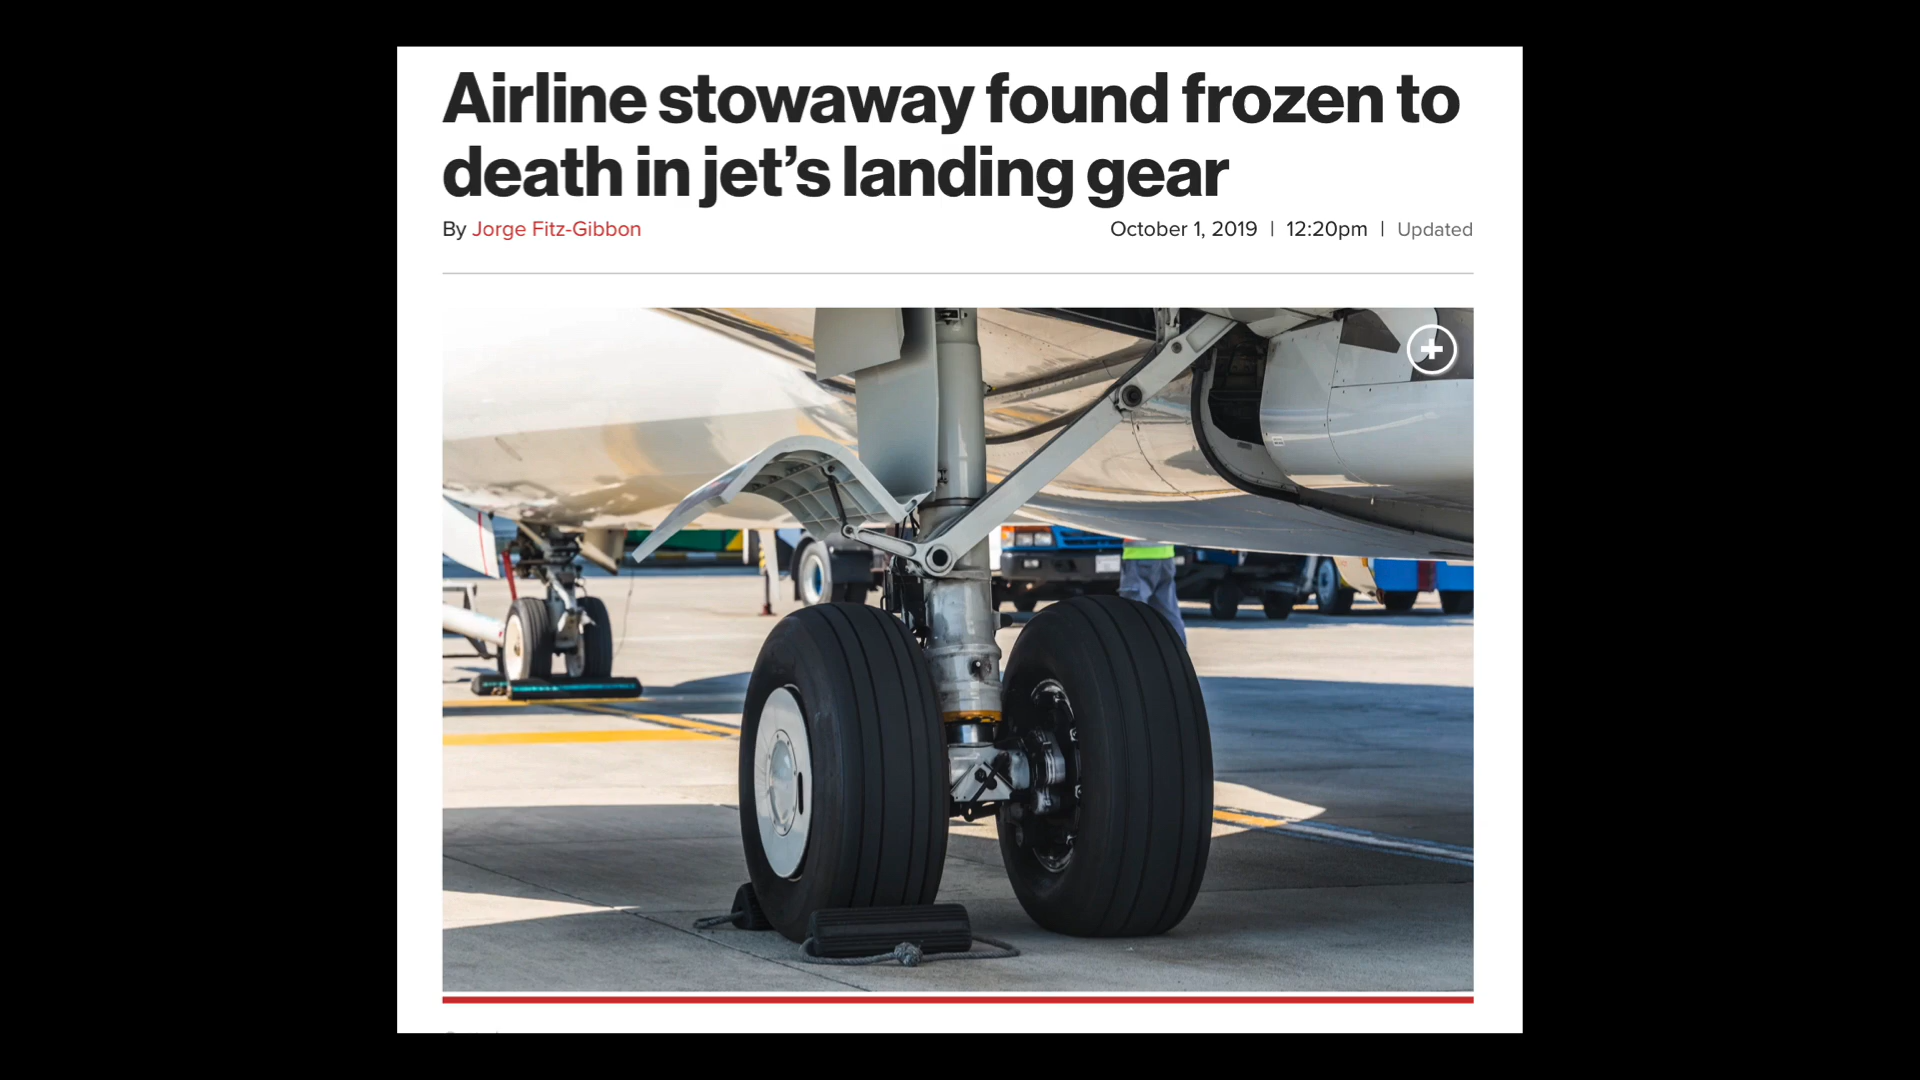 Airline stowaway found frozen to
death in jet’s landing gear
By Jorge Fitz-Gibbon
October 1, 2019 | 12:20pm | Updated